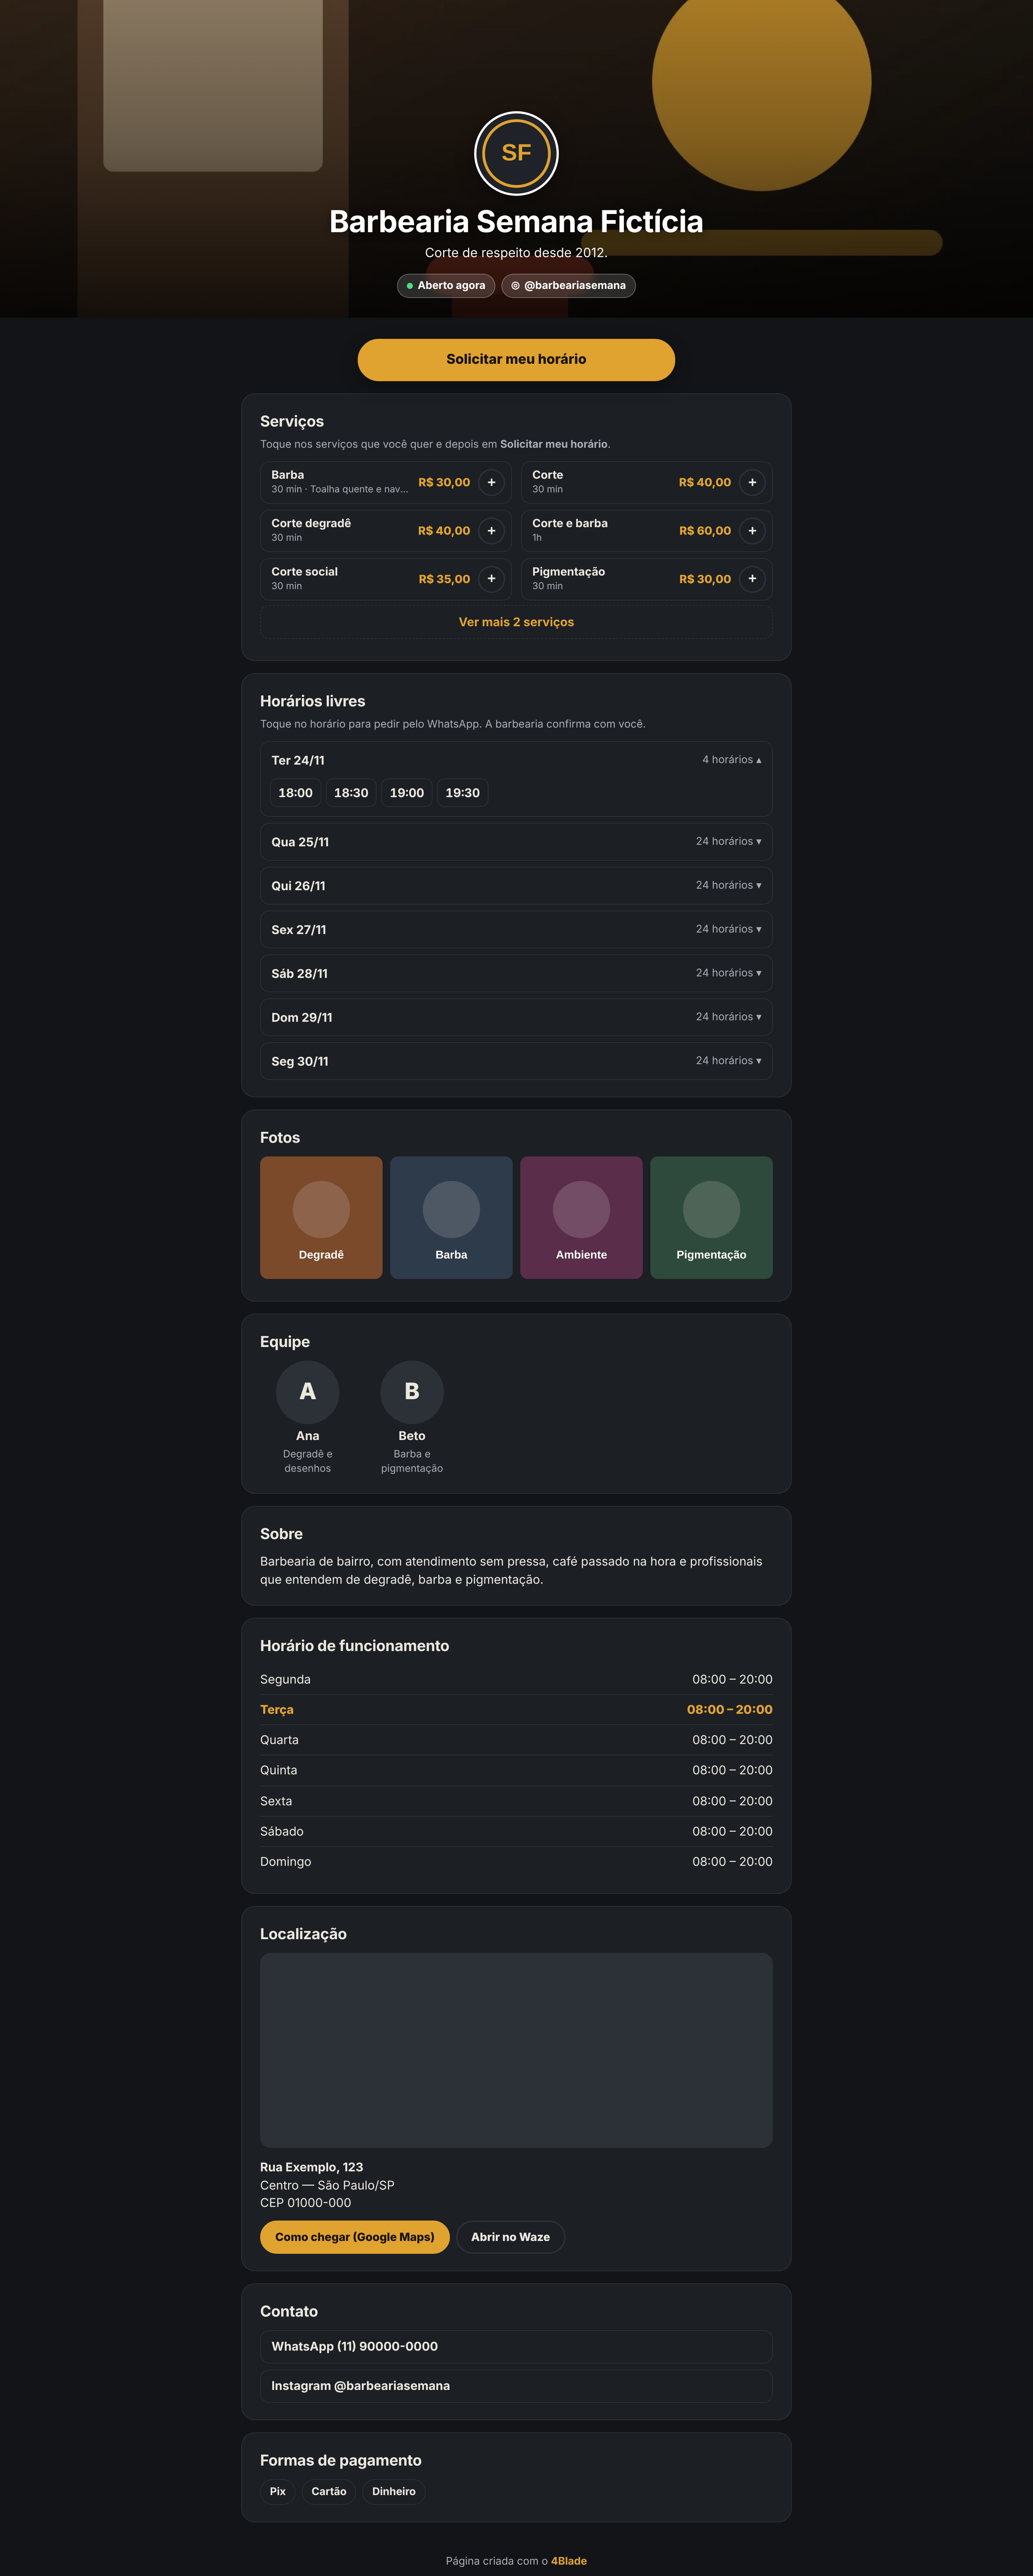 SF
Barbearia Semana Fictícia
Corte de respeito desde 2012.
Aberto agora
@barbeariasemana
Solicitar meu horário
Serviços
Toque nos serviços que você quer e depois em Solicitar meu horário.
Barba
30 min · Toalha quente e nav...
R$ 30,00
+
Corte
30 min
R$ 40,00
+
Corte degradê
30 min
R$ 40,00
+
Corte e barba
1h
R$ 60,00
+
Corte social
30 min
R$ 35,00
+
Pigmentação
30 min
R$ 30,00
+
Ver mais 2 serviços
Horários livres
Toque no horário para pedir pelo WhatsApp. A barbearia confirma com você.
Ter 24/11 4 horários ▴
18:00 18:30 19:00 19:30
Qua 25/11 24 horários ▾
Qui 26/11 24 horários ▾
Sex 27/11 24 horários ▾
Sáb 28/11 24 horários ▾
Dom 29/11 24 horários ▾
Seg 30/11 24 horários ▾
Fotos
Degradê Barba Ambiente Pigmentação
Equipe
A
Ana
Degradê e
desenhos
B
Beto
Barba e
pigmentação
Sobre
Barbearia de bairro, com atendimento sem pressa, café passado na hora e profissionais
que entendem de degradê, barba e pigmentação.
Horário de funcionamento
Segunda 08:00 – 20:00
Terça 08:00 – 20:00
Quarta 08:00 – 20:00
Quinta 08:00 – 20:00
Sexta 08:00 – 20:00
Sábado 08:00 – 20:00
Domingo 08:00 – 20:00
Localização
Rua Exemplo, 123
Centro — São Paulo/SP
CEP 01000-000
Como chegar (Google Maps) Abrir no Waze
Contato
WhatsApp (11) 90000-0000
Instagram @barbeariasemana
Formas de pagamento
Pix Cartão Dinheiro
Página criada com o 4Blade